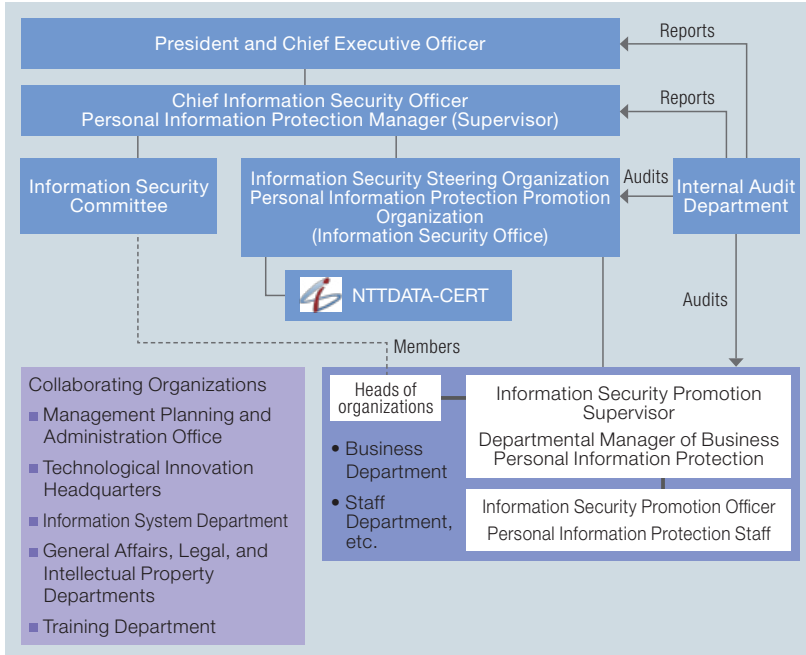 President and Chief Executive Officer
Reports
Chief Information Security Officer
Personal Information Protection Manager (Supervisor)
Reports
Information Security
Committee
Information Security Steering Organization
Personal Information Protection Promotion
Organization
(Information Security Office)
Audits
Internal Audit
Department
NTTDATA-CERT
Audits
Members
Collaborating Organizations
Management Planning and
Administration Office
Technological Innovation
Headquarters
Information System Department
General Affairs, Legal, and
Intellectual Property
Departments
Training Department
Heads of
organizations
• Business
Department
• Staff
Department,
etc.
Information Security Promotion
Supervisor
Departmental Manager of Business
Personal Information Protection
Information Security Promotion Officer
Personal Information Protection Staff